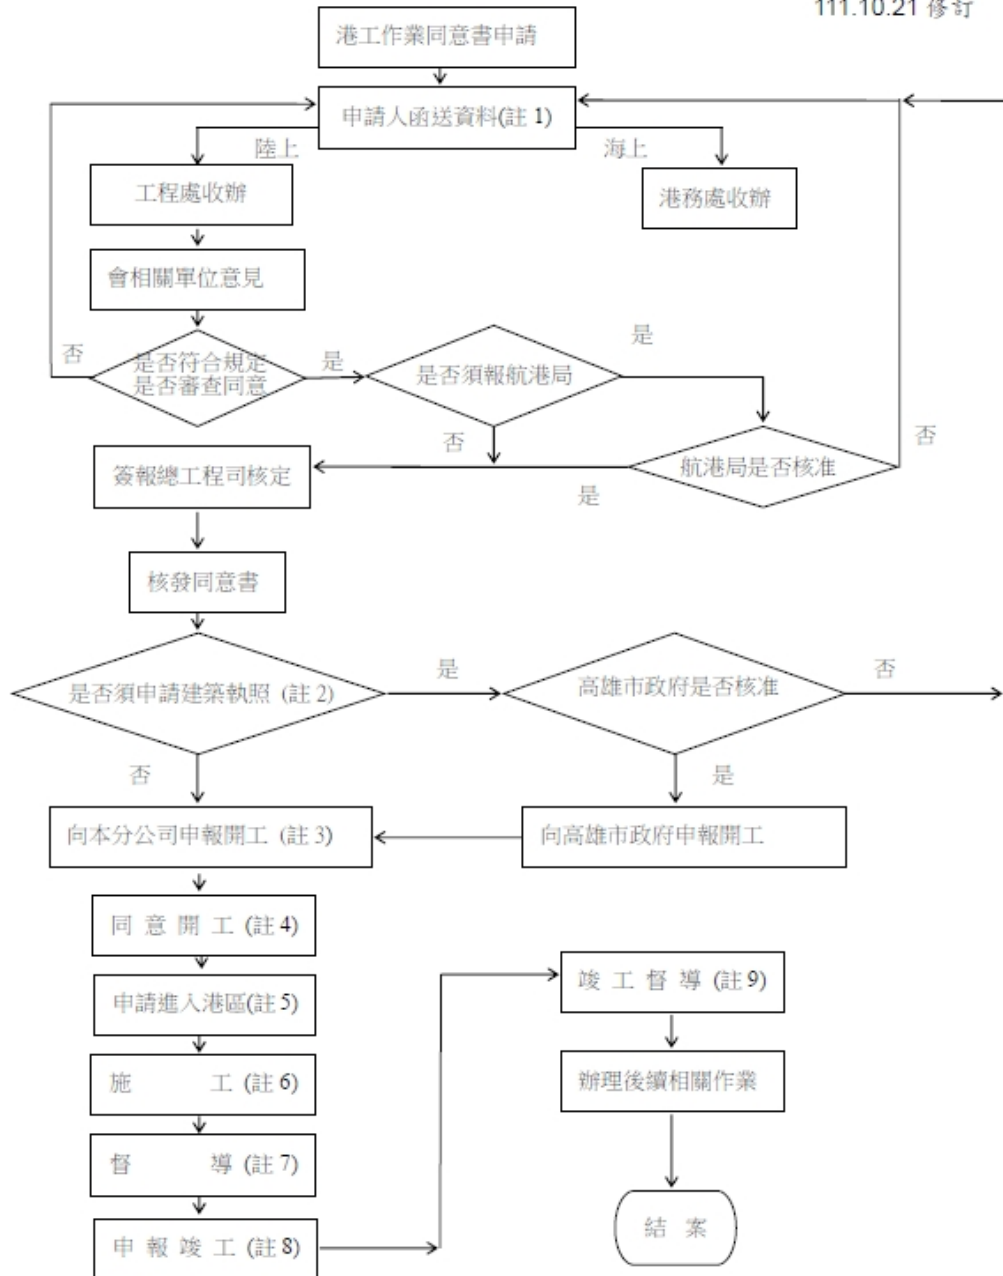 111.10.21 修訂
港工作業同意書申請
申請人函送資料(註 1)
陸上
海上
工程處收辦
港務處收辦
會相關單位意見
否
是否符合規定
是否審查同意
是
是否須報航港局
是
否
航港局是否核准
否
是
簽報總工程司核定
核發同意書
是否須申請建築執照 (註 2)
是
高雄市政府是否核准
否
否
是
向本分公司申報開工 (註 3)
向高雄市政府申報開工
同 意 開 工 (註 4)
申請進入港區(註 5)
施 工 (註 6)
督 導 (註 7)
申 報 竣 工 (註 8)
竣 工 督 導 (註 9)
辦理後續相關作業
結 案